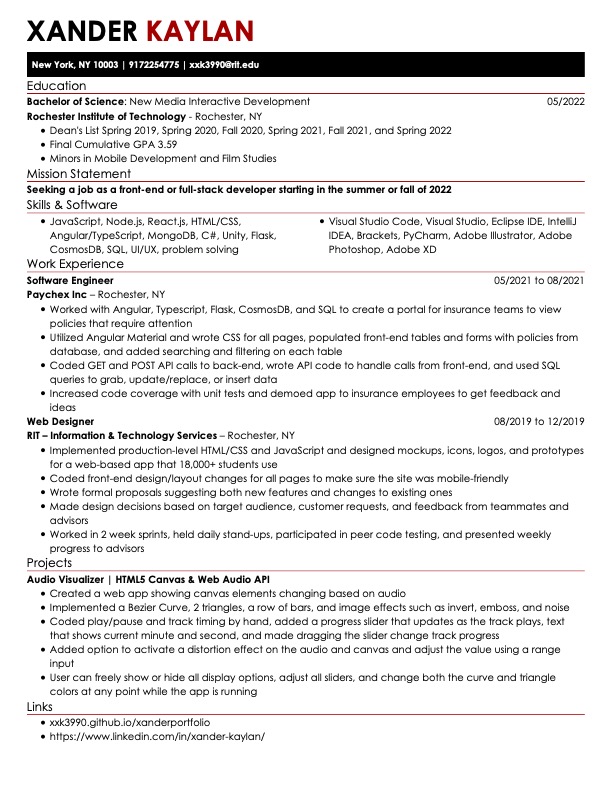 XANDER KAYLAN
New York, NY 10003 | 9172254775 | xxk3990@rit.edu
Education
Bachelor of Science: New Media Interactive Development 05/2022
Rochester Institute of Technology - Rochester, NY
• Dean's List Spring 2019, Spring 2020, Fall 2020, Spring 2021, Fall 2021, and Spring 2022
• Final Cumulative GPA 3.59
• Minors in Mobile Development and Film Studies
Mission Statement
Seeking a job as a front-end or full-stack developer starting in the summer or fall of 2022
Skills & Software
• JavaScript, Node.js, React.js, HTML/CSS,
Angular/TypeScript, MongoDB, C#, Unity, Flask,
CosmosDB, SQL, UI/UX, problem solving
• Visual Studio Code, Visual Studio, Eclipse IDE, IntelliJ
IDEA, Brackets, PyCharm, Adobe Illustrator, Adobe
Photoshop, Adobe XD
Work Experience
Software Engineer 05/2021 to 08/2021
Paychex Inc – Rochester, NY
• Worked with Angular, Typescript, Flask, CosmosDB, and SQL to create a portal for insurance teams to view
policies that require attention
• Utilized Angular Material and wrote CSS for all pages, populated front-end tables and forms with policies from
database, and added searching and filtering on each table
• Coded GET and POST API calls to back-end, wrote API code to handle calls from front-end, and used SQL
queries to grab, update/replace, or insert data
• Increased code coverage with unit tests and demoed app to insurance employees to get feedback and
ideas
Web Designer 08/2019 to 12/2019
RIT – Information & Technology Services – Rochester, NY
• Implemented production-level HTML/CSS and JavaScript and designed mockups, icons, logos, and prototypes
for a web-based app that 18,000+ students use
• Coded front-end design/layout changes for all pages to make sure the site was mobile-friendly
• Wrote formal proposals suggesting both new features and changes to existing ones
• Made design decisions based on target audience, customer requests, and feedback from teammates and
advisors
• Worked in 2 week sprints, held daily stand-ups, participated in peer code testing, and presented weekly
progress to advisors
Projects
Audio Visualizer | HTML5 Canvas & Web Audio API
• Created a web app showing canvas elements changing based on audio
• Implemented a Bezier Curve, 2 triangles, a row of bars, and image effects such as invert, emboss, and noise
• Coded play/pause and track timing by hand, added a progress slider that updates as the track plays, text
that shows current minute and second, and made dragging the slider change track progress
• Added option to activate a distortion effect on the audio and canvas and adjust the value using a range
input
• User can freely show or hide all display options, adjust all sliders, and change both the curve and triangle
colors at any point while the app is running
Links
• xxk3990.github.io/xanderportfolio
• https://www.linkedin.com/in/xander-kaylan/